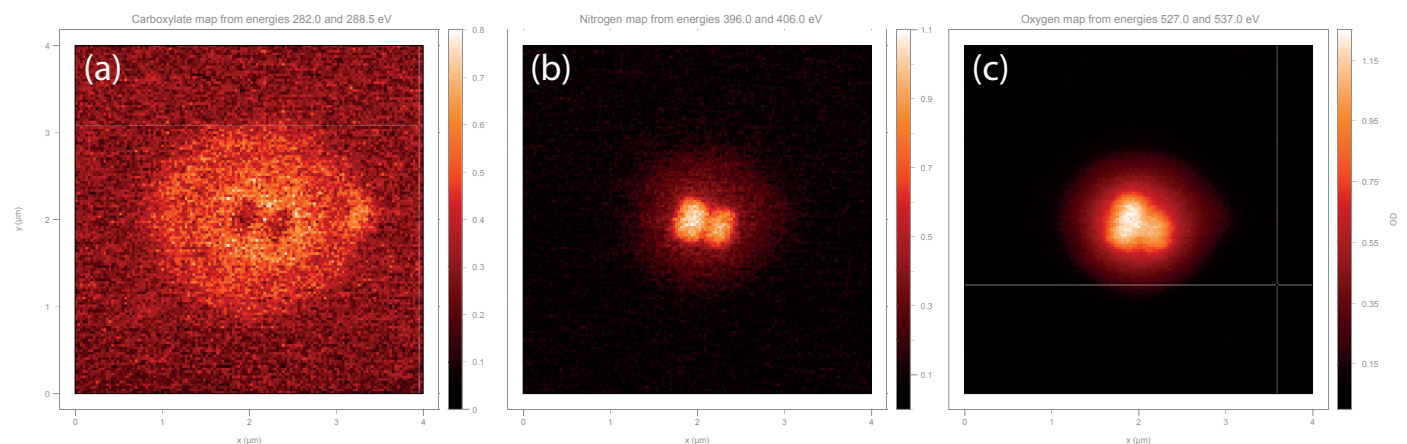 Carboxylate map from energies 282.0 and 288.5 eV
(a)
4
3
2
1
0
y (µm)
0 1 2 3 4
x (µm)
0.8
0.7
0.6
0.5
0.4
0.3
0.2
0.1
0
Nitrogen map from energies 396.0 and 406.0 eV
(b)
0 1 2 3 4
x (µm)
1.1
0.9
0.7
0.5
0.3
0.1
Oxygen map from energies 527.0 and 537.0 eV
(c)
0 1 2 3 4
x (µm)
1.15
0.95
0.75
0.55
0.35
0.15
OD